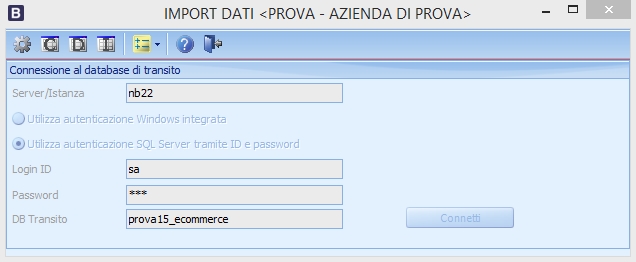 B
IMPORT DATI <PROVA - AZIENDA DI PROVA>
Connessione al database di transito
Server/Istanza nb22
Utilizza autenticazione Windows integrata
Utilizza autenticazione SQL Server tramite ID e password
Login ID sa
Password ***
DB Transito prova15_ecommerce Connetti